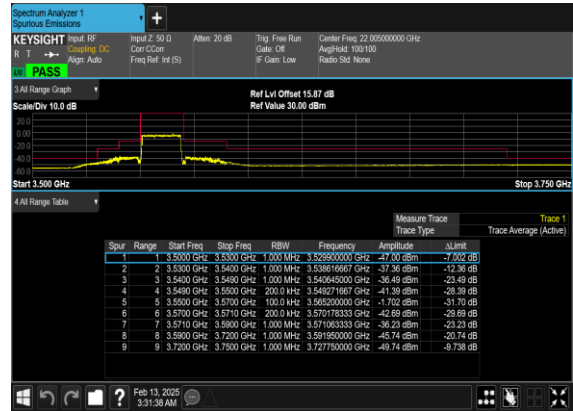 Spectrum Analyzer 1
Spurious Emissions
+
KEYSIGHT Input: RF Input Z: 50 Ω Atten: 20 dB Trig: Free Run Center Freq: 22.005000000 GHz
R T Coupling: DC Corr CCorr Gate: Off Avg|Hold: 100/100
Align: Auto Freq Ref: Int (S) IF Gain: Low Radio Std: None
LW PASS
3 All Range Graph
Ref Lvl Offset 15.87 dB
Scale/Div 10.0 dB Ref Value 30.00 dBm
20.0
0.00
-20.0
-40.0
-60.0
Start 3.500 GHz Stop 3.750 GHz
4 All Range Table
Measure Trace Trace 1
Trace Type Trace Average (Active)
Spur Range Start Freq Stop Freq RBW Frequency Amplitude ΔLimit
1 1 3.5000 GHz 3.5300 GHz 1.000 MHz 3.529900000 GHz -47.00 dBm -7.002 dB
2 2 3.5300 GHz 3.5400 GHz 1.000 MHz 3.538616667 GHz -37.36 dBm -12.36 dB
3 3 3.5400 GHz 3.5490 GHz 1.000 MHz 3.540645000 GHz -36.49 dBm -23.49 dB
4 4 3.5490 GHz 3.5500 GHz 200.0 kHz 3.549271667 GHz -41.39 dBm -28.39 dB
5 5 3.5500 GHz 3.5700 GHz 100.0 kHz 3.565200000 GHz -1.702 dBm -31.70 dB
6 6 3.5700 GHz 3.5710 GHz 200.0 kHz 3.570178333 GHz -42.69 dBm -29.69 dB
7 7 3.5710 GHz 3.5900 GHz 1.000 MHz 3.571063333 GHz -36.23 dBm -23.23 dB
8 8 3.5900 GHz 3.7200 GHz 1.000 MHz 3.591950000 GHz -45.74 dBm -20.74 dB
9 9 3.7200 GHz 3.7500 GHz 1.000 MHz 3.727750000 GHz -49.74 dBm -9.738 dB
? Feb 13, 2025
3:31:38 AM